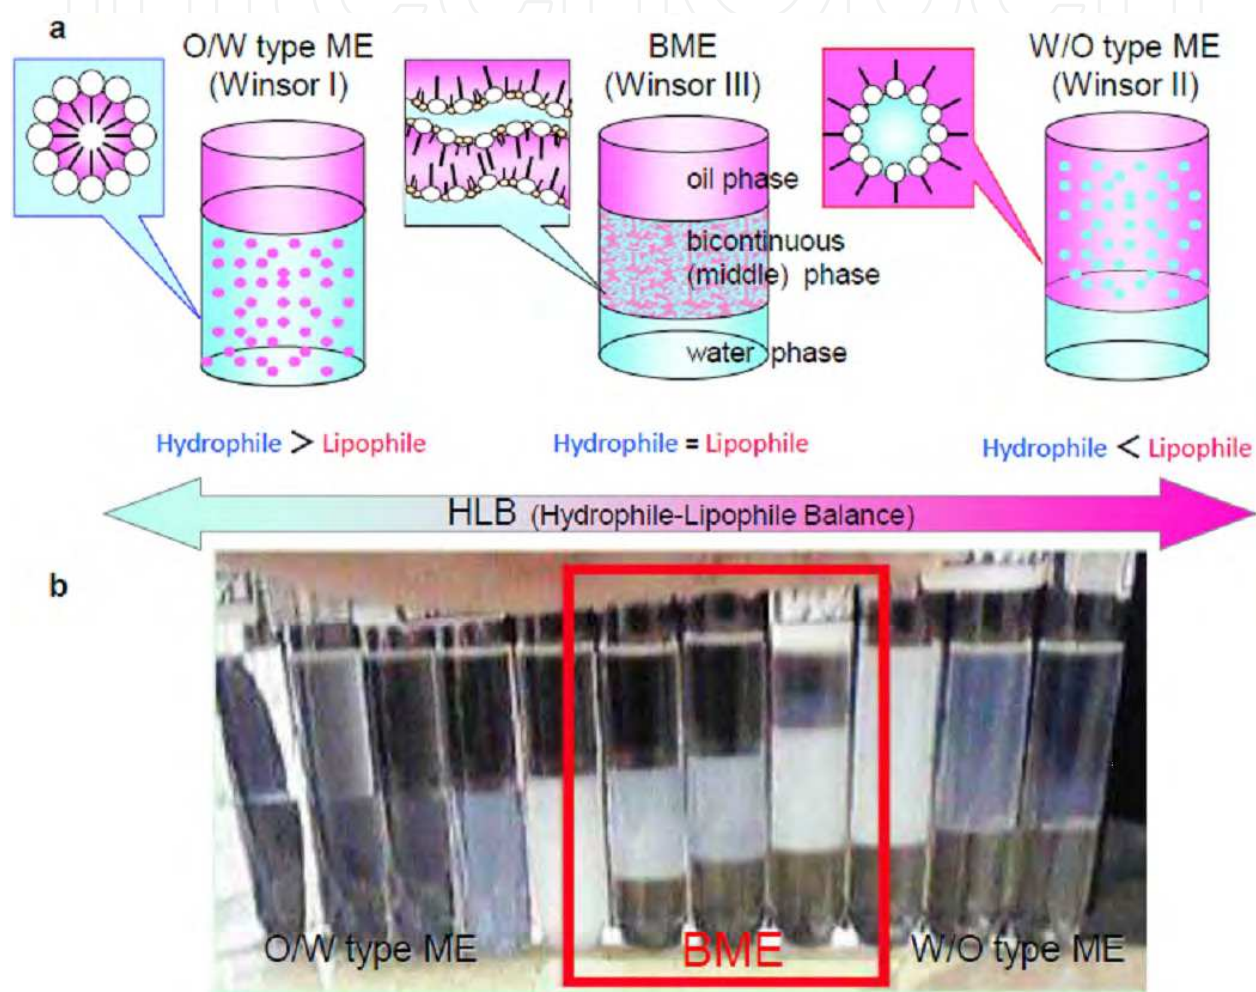 a
O/W type ME
(Winsor I)
BME
(Winsor III)
W/O type ME
(Winsor II)
oil phase
bicontinuous
(middle) phase
water phase
Hydrophile > Lipophile
Hydrophile = Lipophile
Hydrophile < Lipophile
HLB (Hydrophile-Lipophile Balance)
b
O/W type ME
BME
W/O type ME